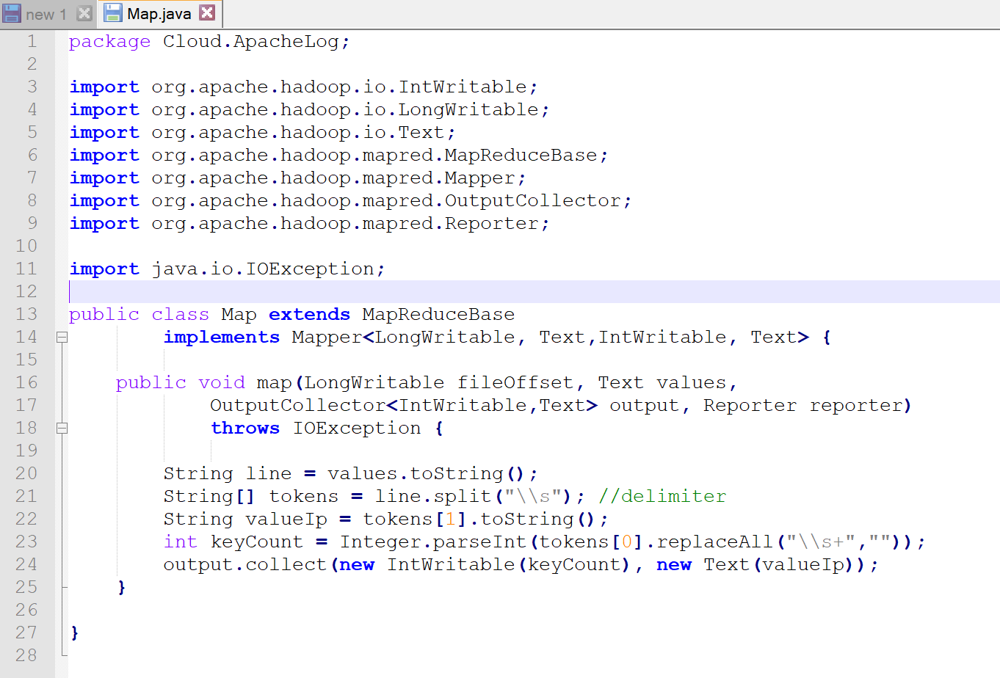 new 1 Map.java
1 package Cloud.ApacheLog;
2
3 import org.apache.hadoop.io.IntWritable;
4 import org.apache.hadoop.io.LongWritable;
5 import org.apache.hadoop.io.Text;
6 import org.apache.hadoop.mapred.MapReduceBase;
7 import org.apache.hadoop.mapred.Mapper;
8 import org.apache.hadoop.mapred.OutputCollector;
9 import org.apache.hadoop.mapred.Reporter;
10
11 import java.io.IOException;
12
13 public class Map extends MapReduceBase
14 implements Mapper<LongWritable, Text,IntWritable, Text> {
15
16 public void map(LongWritable fileOffset, Text values,
17 OutputCollector<IntWritable,Text> output, Reporter reporter)
18 throws IOException {
19
20 String line = values.toString();
21 String[] tokens = line.split("\\s"); //delimiter
22 String valueIp = tokens[1].toString();
23 int keyCount = Integer.parseInt(tokens[0].replaceAll("\\s+",""));
24 output.collect(new IntWritable(keyCount), new Text(valueIp));
25 }
26
27 }
28